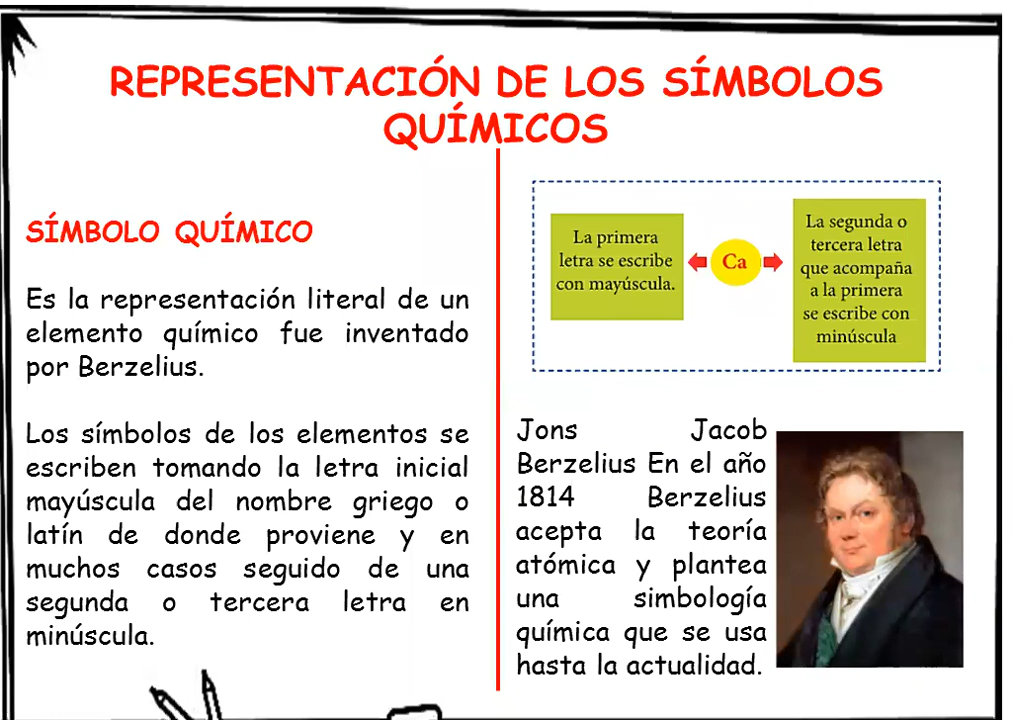 REPRESENTACIÓN DE LOS SÍMBOLOS
QUÍMICOS
SÍMBOLO QUÍMICO
Es la representación literal de un
elemento químico fue inventado
por Berzelius.
Los símbolos de los elementos se
escriben tomando la letra inicial
mayúscula del nombre griego o
latín de donde proviene y en
muchos casos seguido de una
segunda o tercera letra en
minúscula.
La primera
letra se escribe
con mayúscula.
Ca
La segunda o
tercera letra
que acompaña
a la primera
se escribe con
minúscula
Jons Jacob
Berzelius En el año
1814 Berzelius
acepta la teoría
atómica y plantea
una simbología
química que se usa
hasta la actualidad.